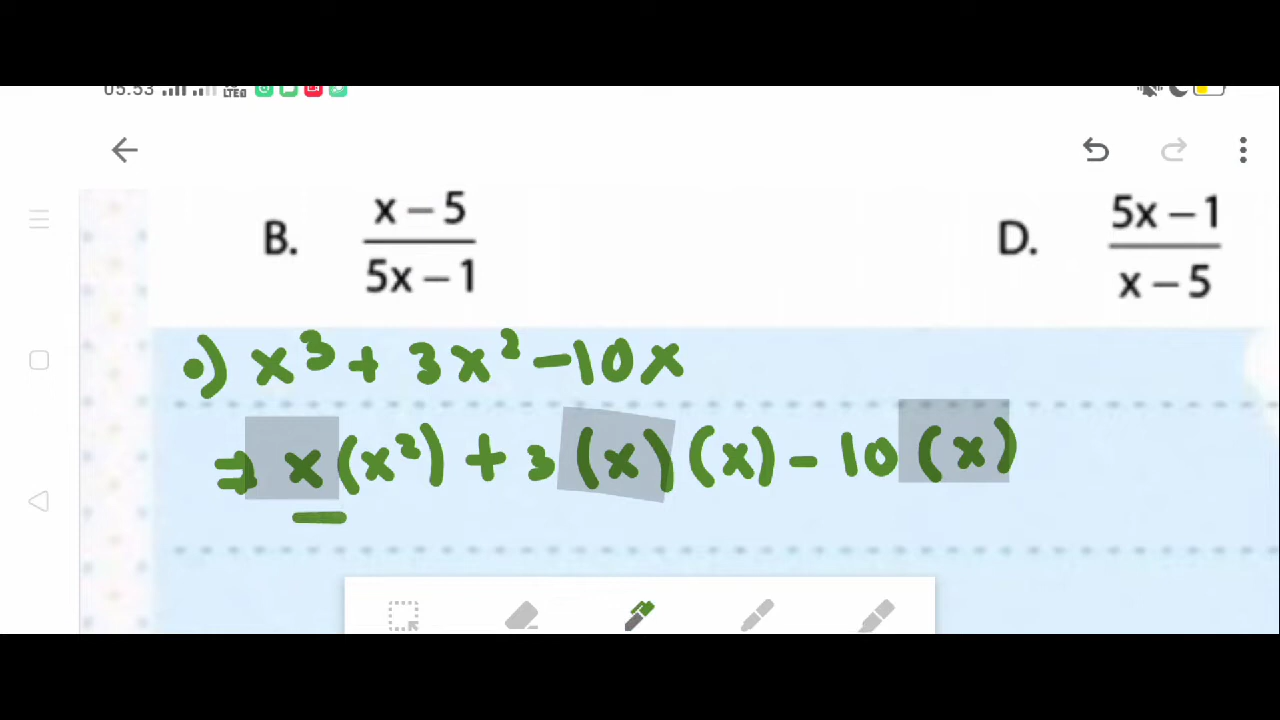 05.53
B. x – 5 / 5x – 1
D. 5x – 1 / x – 5
•) x³ + 3x² – 10x
⇒ x(x²) + 3(x)(x) – 10(x)